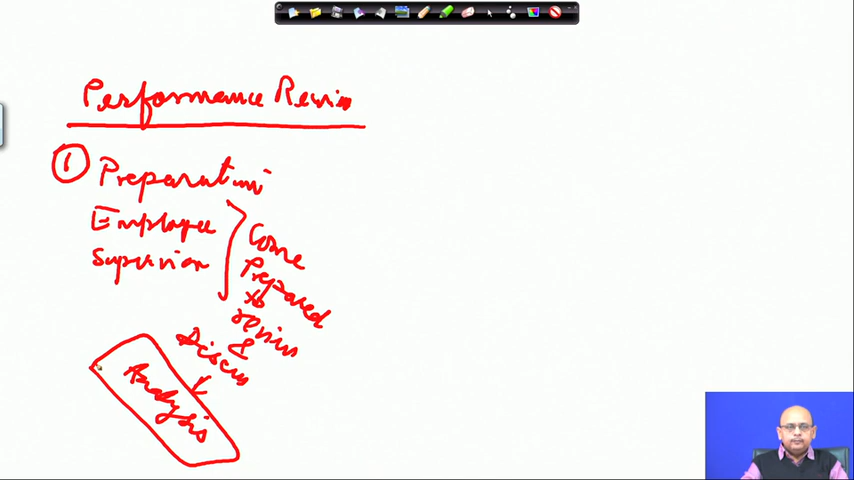 Performance Review
① Preparation
Employee
Supervisor
Come
Prepared
to
review
&
Discuss
Analysis